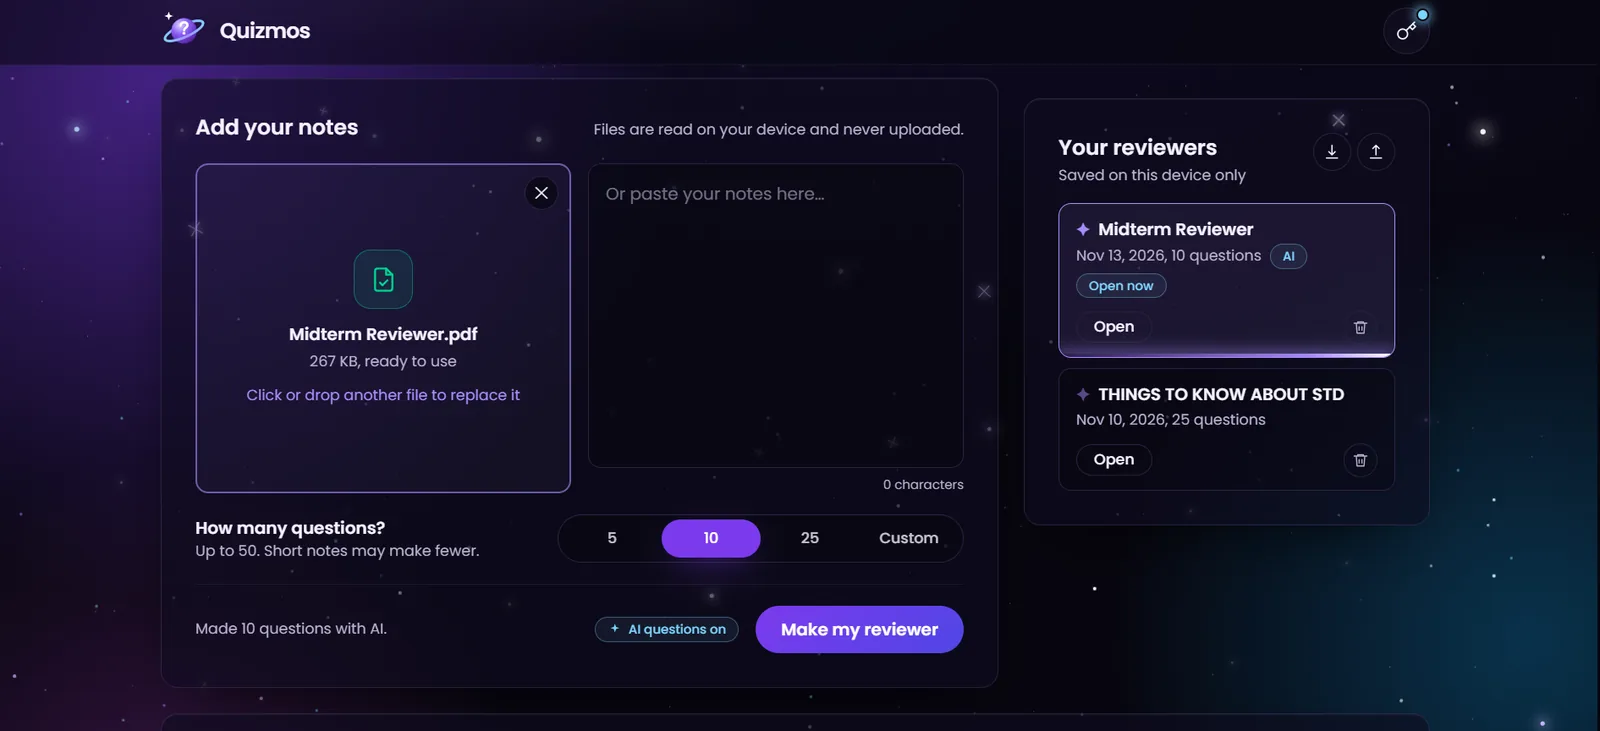 Quizmos
Add your notes
Files are read on your device and never uploaded.
Midterm Reviewer.pdf
267 KB, ready to use
Click or drop another file to replace it
Or paste your notes here...
0 characters
How many questions?
Up to 50. Short notes may make fewer.
5
10
25
Custom
Made 10 questions with AI.
AI questions on
Make my reviewer
Your reviewers
Saved on this device only
Midterm Reviewer
Nov 13, 2026, 10 questions
AI
Open now
Open
THINGS TO KNOW ABOUT STD
Nov 10, 2026, 25 questions
Open